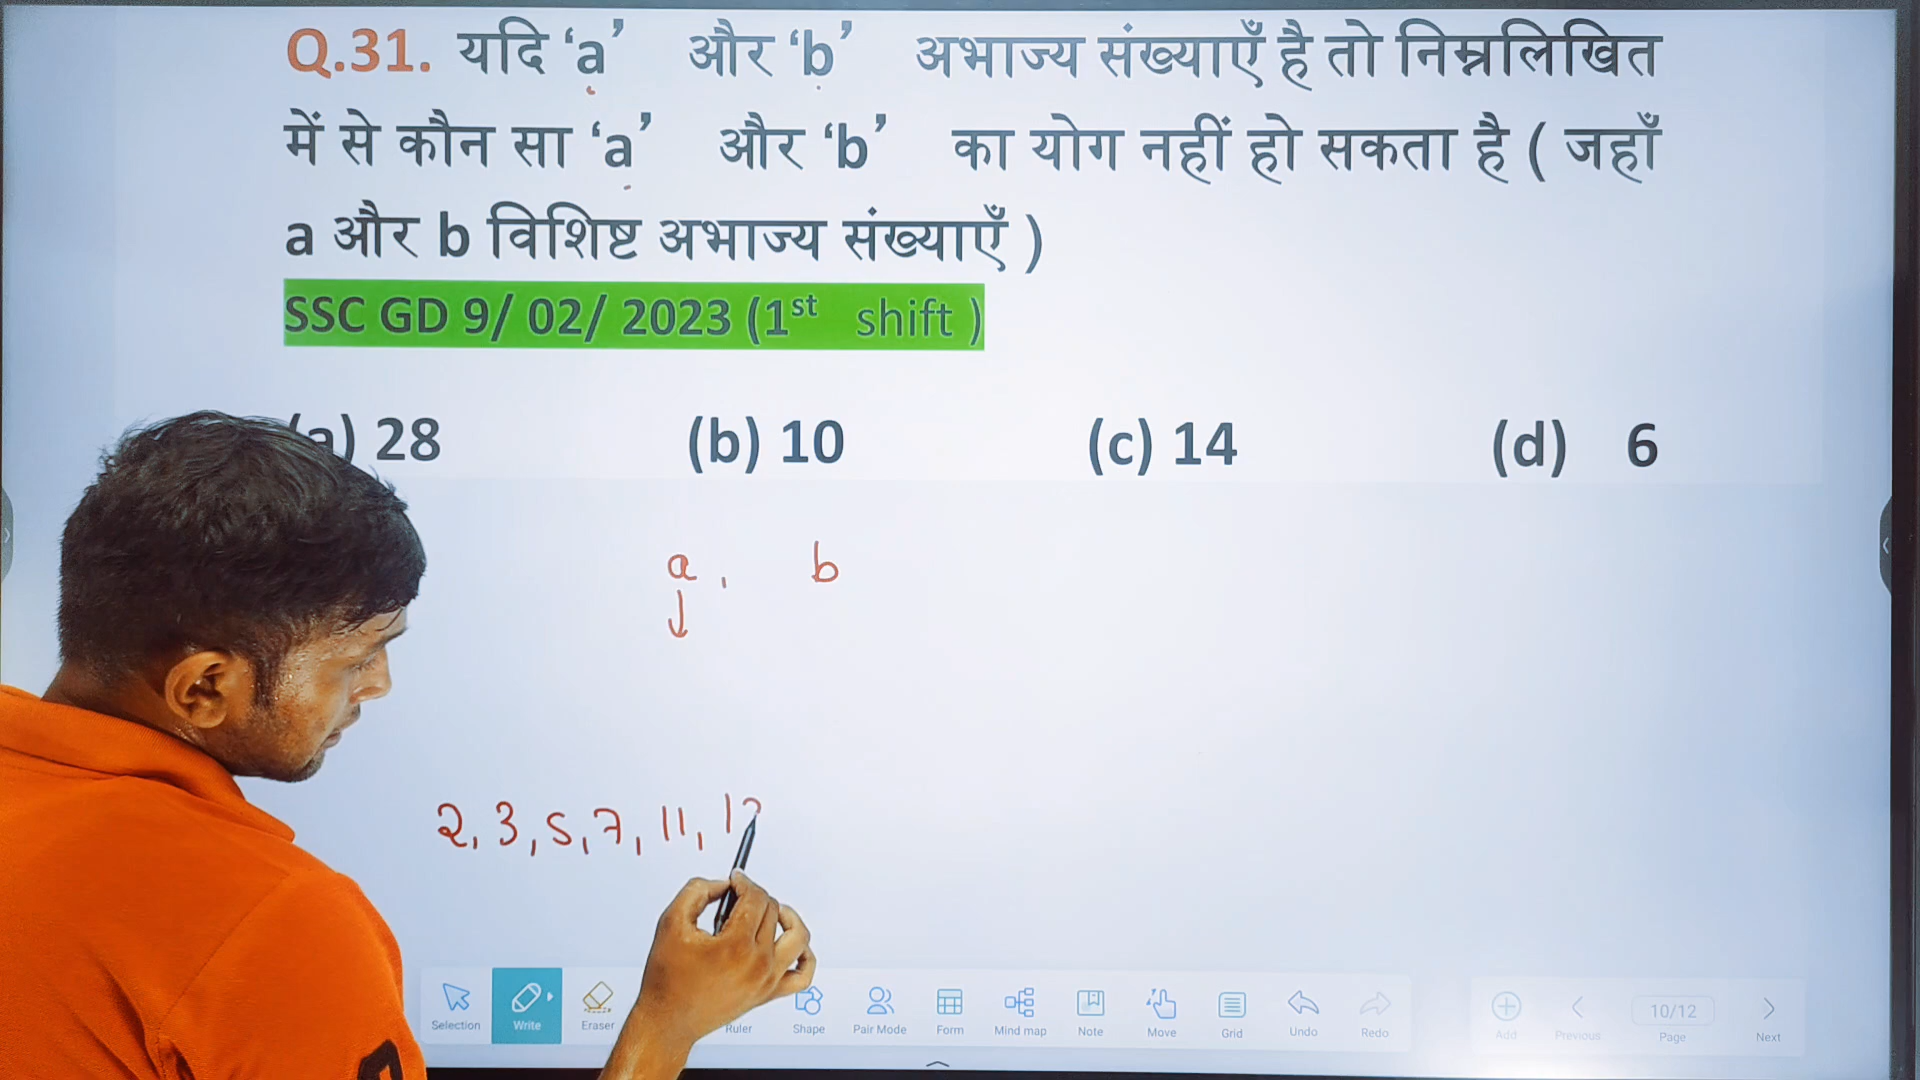 Q.31. यदि ‘a’ और ‘b’ अभाज्य संख्याएँ है तो निम्नलिखित
में से कौन सा ‘a’ और ‘b’ का योग नहीं हो सकता है ( जहाँ
a और b विशिष्ट अभाज्य संख्याएँ )
SSC GD 9/ 02/ 2023 (1st shift )
(a) 28 (b) 10 (c) 14 (d) 6
a, b
2, 3, 5, 7, 11, 13
Selection Write Eraser Ruler Shape Pair Mode Form Mind map Note Move Grid Undo Redo Add Previous 10/12 Page Next